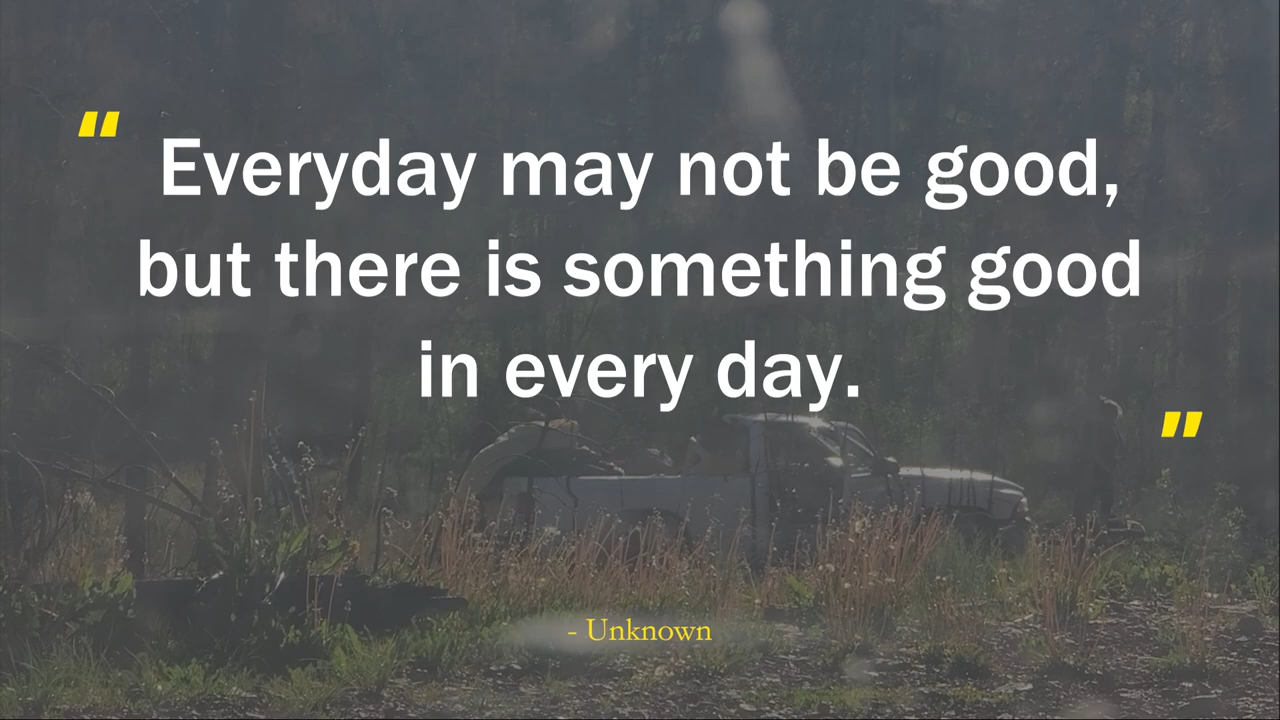 “ Everyday may not be good,
but there is something good
in every day.
”
- Unknown